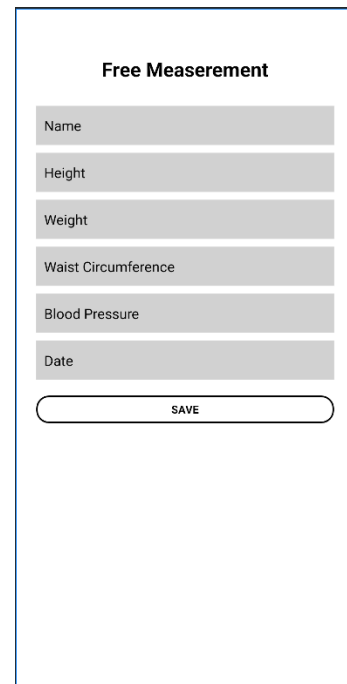 Free Measerement
Name
Height
Weight
Waist Circumference
Blood Pressure
Date
SAVE